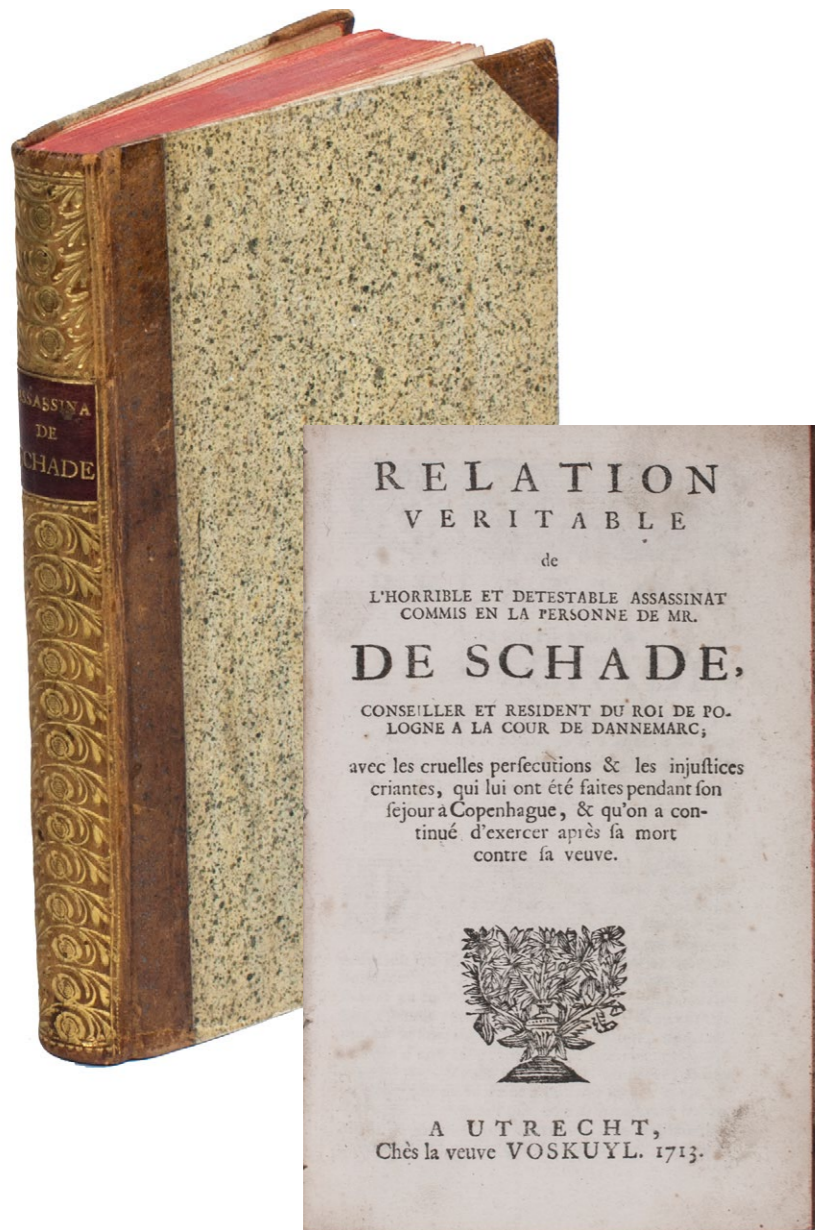 ASSASSINA
DE
SCHADE
RELATION
VERITABLE
de
L'HORRIBLE ET DETESTABLE ASSASSINAT
COMMIS EN LA PERSONNE DE MR.
DE SCHADE,
CONSEILLER ET RESIDENT DU ROI DE PO-
LOGNE A LA COUR DE DANNEMARC;
avec les cruelles perſecutions & les injuſtices
criantes, qui lui ont été faites pendant ſon
ſejour à Copenhague, & qu'on a con-
tinué d'exercer après ſa mort
contre ſa veuve.
A UTRECHT,
Chès la veuve VOSKUYL. 1713.